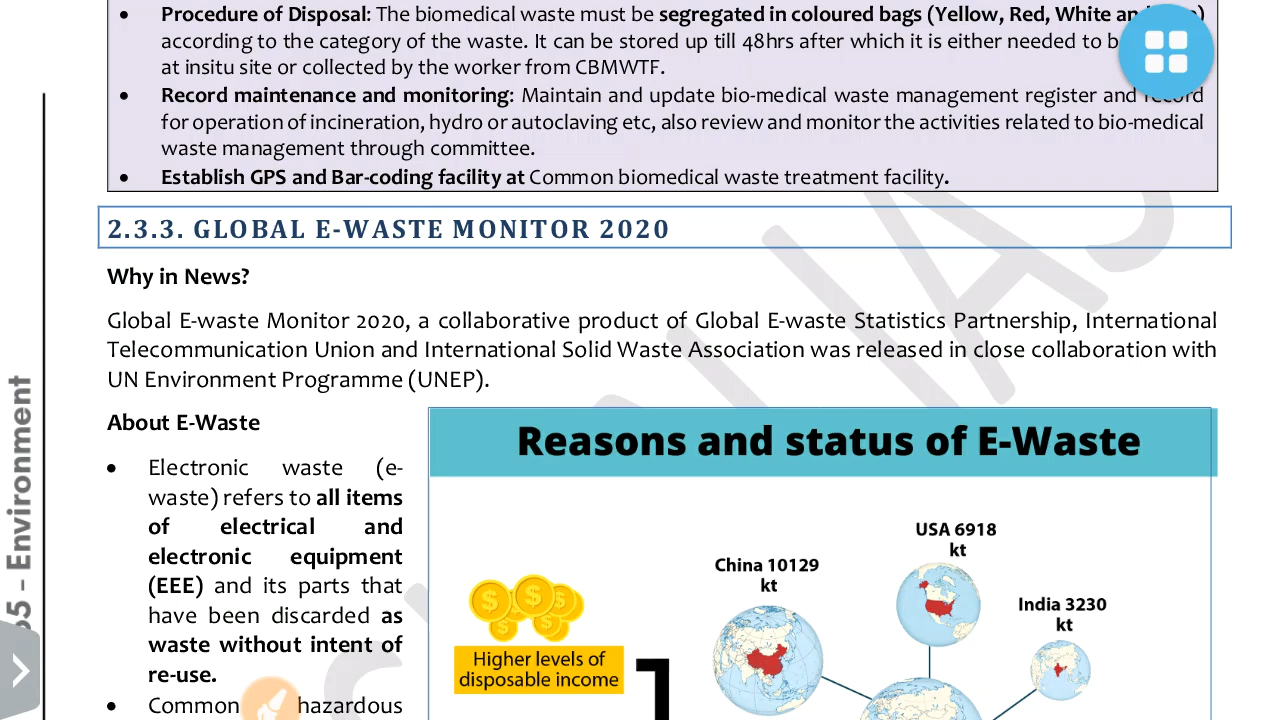 • Procedure of Disposal: The biomedical waste must be segregated in coloured bags (Yellow, Red, White
according to the category of the waste. It can be stored up till 48hrs after which it is either needed to
at insitu site or collected by the worker from CBMWTF.
• Record maintenance and monitoring: Maintain and update bio-medical waste management register and record
for operation of incineration, hydro or autoclaving etc, also review and monitor the activities related to bio-medical
waste management through committee.
• Establish GPS and Bar-coding facility at Common biomedical waste treatment facility.
2.3.3. GLOBAL E-WASTE MONITOR 2020
Why in News?
Global E-waste Monitor 2020, a collaborative product of Global E-waste Statistics Partnership, International
Telecommunication Union and International Solid Waste Association was released in close collaboration with
UN Environment Programme (UNEP).
About E-Waste
• Electronic waste (e-
waste) refers to all items
of electrical and
electronic equipment
(EEE) and its parts that
have been discarded as
waste without intent of
re-use.
• Common hazardous
Reasons and status of E-Waste
USA 6918
kt
China 10129
kt
India 3230
kt
Higher levels of
disposable income
1
5 – Environment
IAS